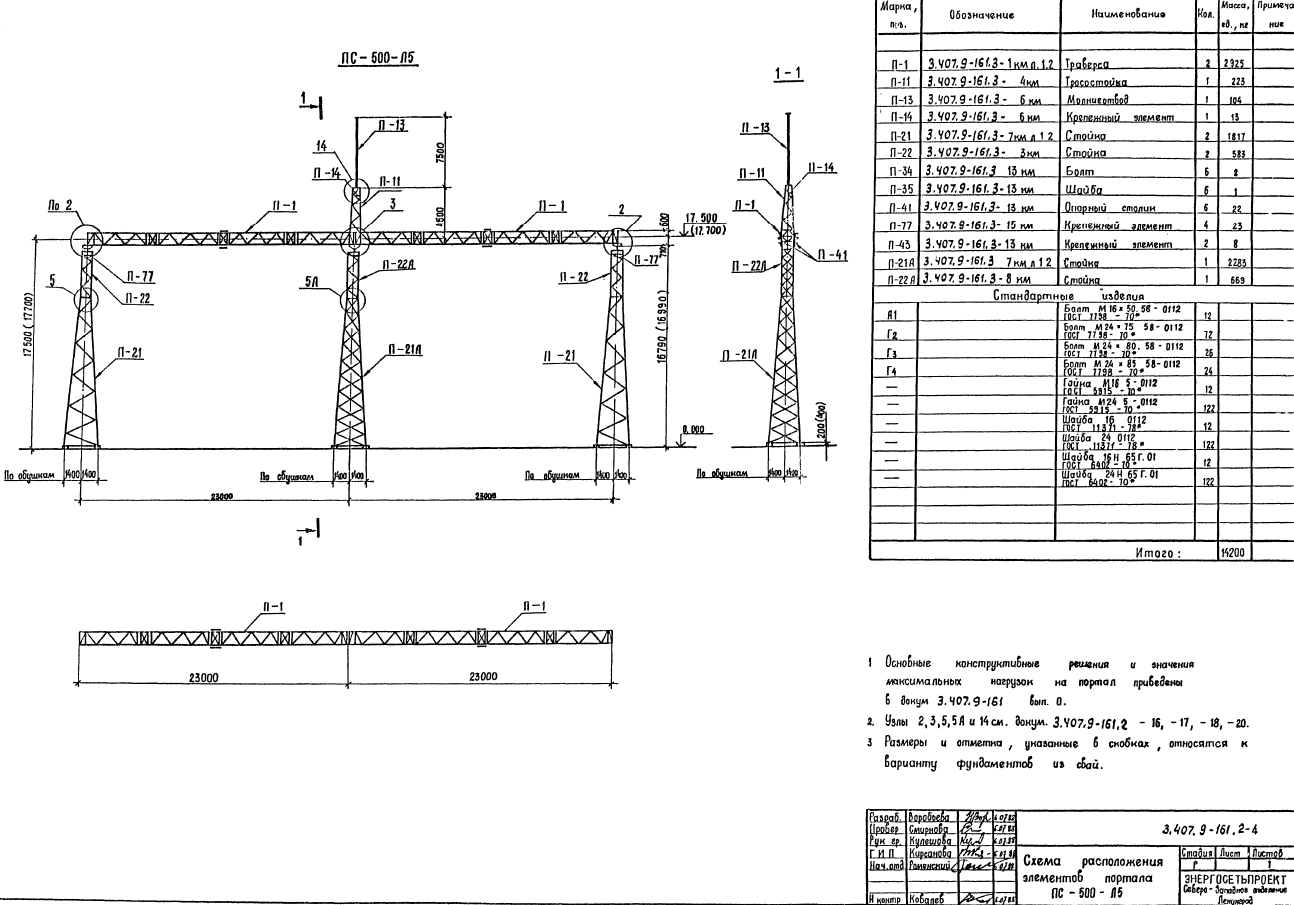 ПС - 500 - Л5
1
П - 13
14
П - 14
П - 11
7500
4500
По 2
П - 1
3
П - 1
2
600
17.500
(17.700)
700
П - 77
П - 22
5
П - 22Л
5Л
П - 22
П - 77
17500 (17700)
16790 (16990)
П - 21
П - 21Л
П - 21
0.000
По обушкам 1400 1400
По обушкам 1400 1400
По обушкам 1400 1400
23000
23000
1
1 - 1
П - 13
П - 11
П - 14
П - 1
П - 22Л
П - 41
П - 21Л
200 (400)
По обушкам 1400 1400
П - 1
П - 1
23000
23000
Марка, поз. Обозначение Наименование Кол. Масса, ед., кг Примечание
П-1 3.407.9-161.3-1 км л. 1.2 Траверса 2 2925
П-11 3.407.9-161.3- 4км Тросостойка 1 223
П-13 3.407.9-161.3- 6 км Молниеотвод 1 104
П-14 3.407.9-161.3- 6 км Крепежный элемент 1 13
П-21 3.407.9-161.3-7км л 1 2 Стойка 2 1817
П-22 3.407.9-161.3- 3км Стойка 2 583
П-34 3.407.9-161.3 13 км Болт 6 2
П-35 3.407.9-161.3-13 км Шайба 6 1
П-41 3.407.9-161.3- 13 км Опорный столик 6 22
П-77 3.407.9-161.3- 15 км Крепежный элемент 4 23
П-43 3.407.9-161.3-13 км Крепежный элемент 2 8
П-21Л 3.407.9-161.3 7км л 1 2 Стойка 1 2283
П-22Л 3.407.9-161.3-8 км Стойка 1 669
Стандартные изделия
Л1 Болт М16×50.58-0112
ГОСТ 7798-70* 12
Г2 Болт М24×75 58-0112
ГОСТ 7798-70* 72
Г3 Болт М24×80.58-0112
ГОСТ 7798-70* 26
Г4 Болт М24×85 58-0112
ГОСТ 7798-70* 24
— Гайка М16 5-0112
ГОСТ 5915-70* 12
— Гайка М24 5-0112
ГОСТ 5915-70* 122
— Шайба 16 0112
ГОСТ 11371-78* 12
— Шайба 24 0112
ГОСТ 11371-78* 122
— Шайба 16Н 65Г.01
ГОСТ 6402-70* 12
— Шайба 24Н 65Г.01
ГОСТ 6402-70* 122
Итого: 14200
1 Основные конструктивные решения и значения
максимальных нагрузок на портал приведены
в докум 3.407.9-161 вып. 0.
2. Узлы 2,3,5,5Л и 14 см. докум. 3.407.9-161.2 -16, -17, -18, -20.
3 Размеры и отметка, указанные в скобках, относятся к
варианту фундаментов из свай.
Разраб. Воробьева
Провер Смирнова
Рук гр. Кулешова
ГИП Кирсанова
Нач.отд Роменский
Н контр Ковалев
3.407.9-161.2-4
Схема расположения
элементов портала
ПС - 500 - Л5
Стадия Лист Листов
Р 1
ЭНЕРГОСЕТЬПРОЕКТ
Северо-Западное отделение
Ленинград